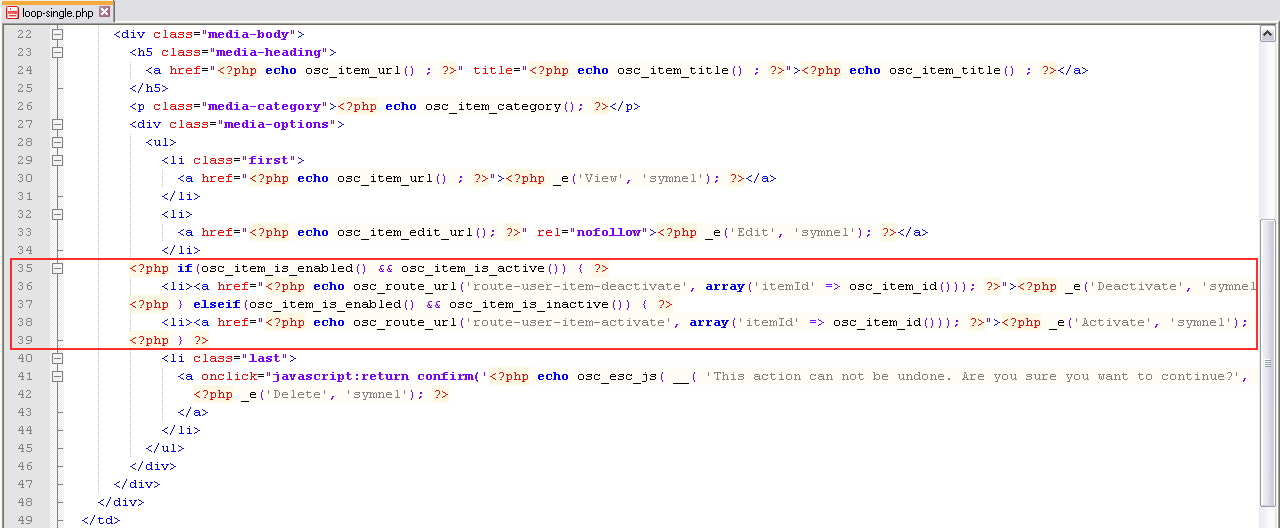 loop-single.php
22 <div class="media-body">
23 <h5 class="media-heading">
24 <a href="<?php echo osc_item_url() ; ?>" title="<?php echo osc_item_title() ; ?>"><?php echo osc_item_title() ; ?></a>
25 </h5>
26 <p class="media-category"><?php echo osc_item_category(); ?></p>
27 <div class="media-options">
28 <ul>
29 <li class="first">
30 <a href="<?php echo osc_item_url() ; ?>"><?php _e('View', 'symnel'); ?></a>
31 </li>
32 <li>
33 <a href="<?php echo osc_item_edit_url(); ?>" rel="nofollow"><?php _e('Edit', 'symnel'); ?></a>
34 </li>
35 <?php if(osc_item_is_enabled() && osc_item_is_active()) { ?>
36 <li><a href="<?php echo osc_route_url('route-user-item-deactivate', array('itemId' => osc_item_id())); ?>"><?php _e('Deactivate', 'symnel
37 <?php } elseif(osc_item_is_enabled() && osc_item_is_inactive()) { ?>
38 <li><a href="<?php echo osc_route_url('route-user-item-activate', array('itemId' => osc_item_id())); ?>"><?php _e('Activate', 'symnel');
39 <?php } ?>
40 <li class="last">
41 <a onclick="javascript:return confirm('<?php echo osc_esc_js( __( 'This action can not be undone. Are you sure you want to continue?',
42 <?php _e('Delete', 'symnel'); ?>
43 </a>
44 </li>
45 </ul>
46 </div>
47 </div>
48 </div>
49 </td>